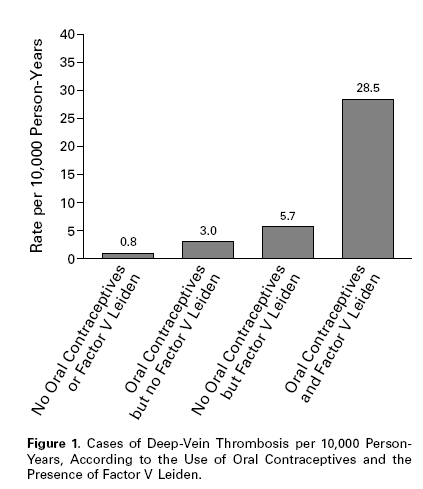 Rate per 10,000 Person-Years
40
35
30
25
20
15
10
5
0
0.8
3.0
5.7
28.5
No Oral Contraceptives
or Factor V Leiden
Oral Contraceptives
but no Factor V Leiden
No Oral Contraceptives
but Factor V Leiden
Oral Contraceptives
and Factor V Leiden
Figure 1. Cases of Deep-Vein Thrombosis per 10,000 Person-
Years, According to the Use of Oral Contraceptives and the
Presence of Factor V Leiden.